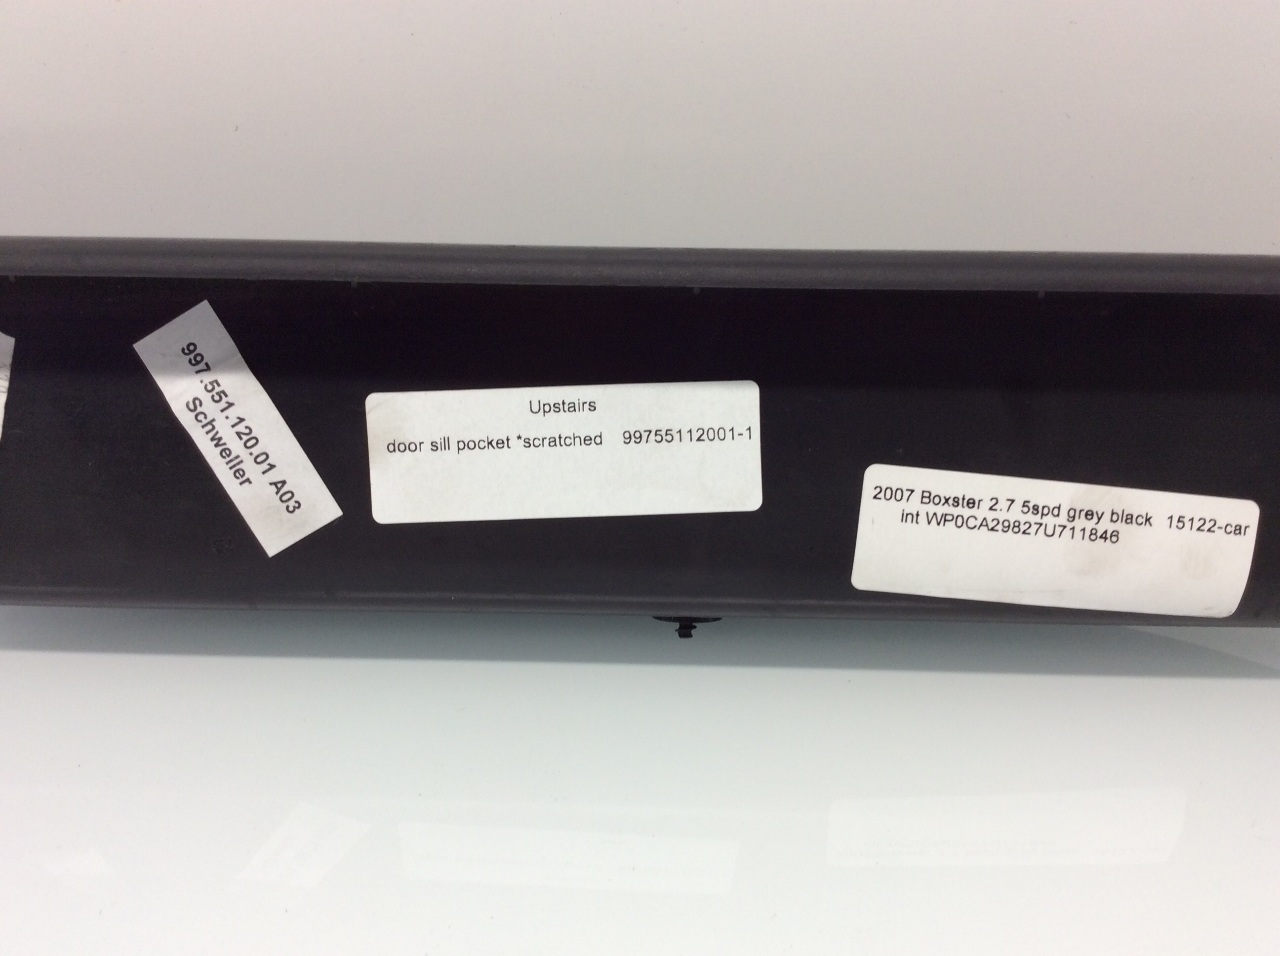 997.551.120.01 A03
Schweller
Upstairs
door sill pocket *scratched 99755112001-1
2007 Boxster 2.7 5spd grey black 15122-car
int WP0CA29827U711846